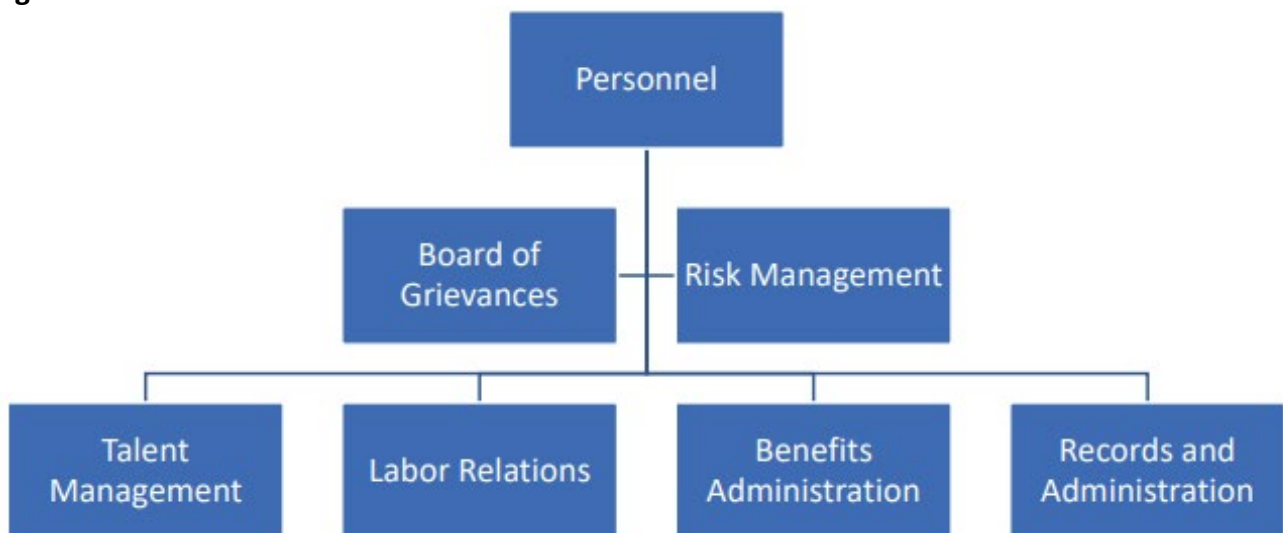 Personnel
Board of
Grievances
Risk Management
Talent
Management
Labor Relations
Benefits
Administration
Records and
Administration